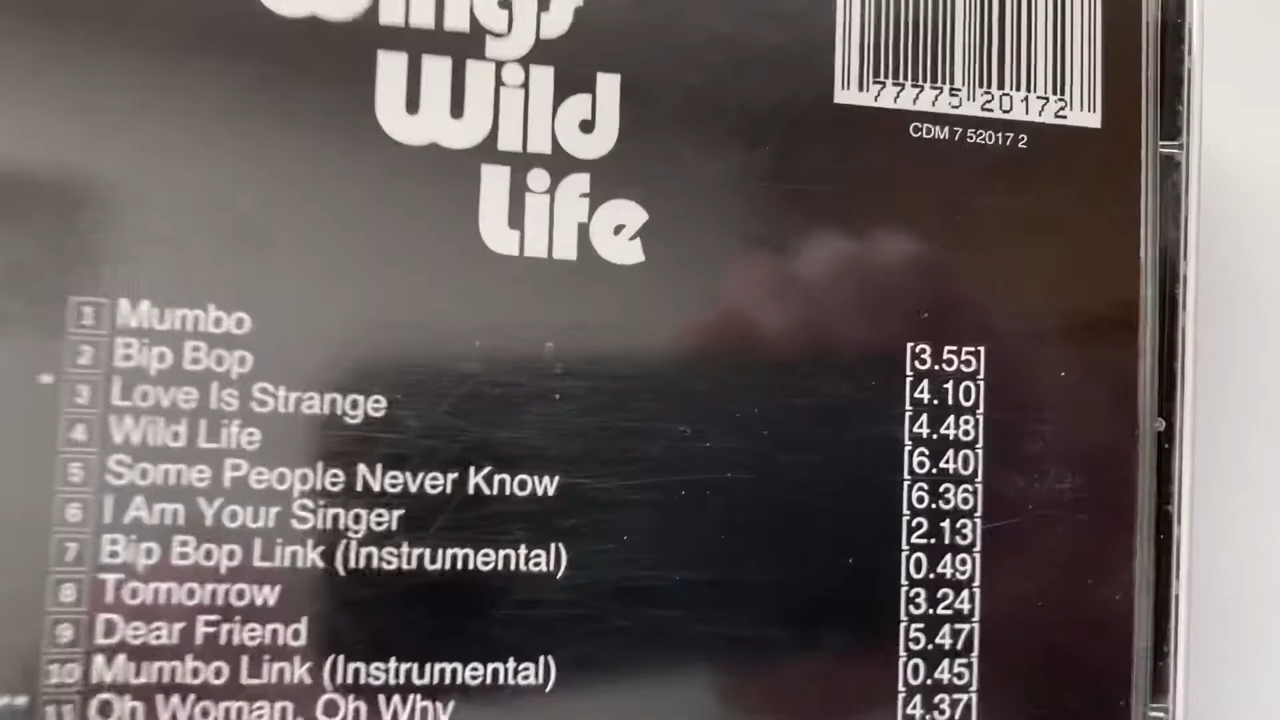 Wings
Wild
Life
77775 20172
CDM 7 52017 2
1 Mumbo [3.55]
2 Bip Bop [4.10]
3 Love Is Strange [4.48]
4 Wild Life [6.40]
5 Some People Never Know [6.36]
6 I Am Your Singer [2.13]
7 Bip Bop Link (Instrumental) [0.49]
8 Tomorrow [3.24]
9 Dear Friend [5.47]
10 Mumbo Link (Instrumental) [0.45]
11 Oh Woman, Oh Why [4.37]